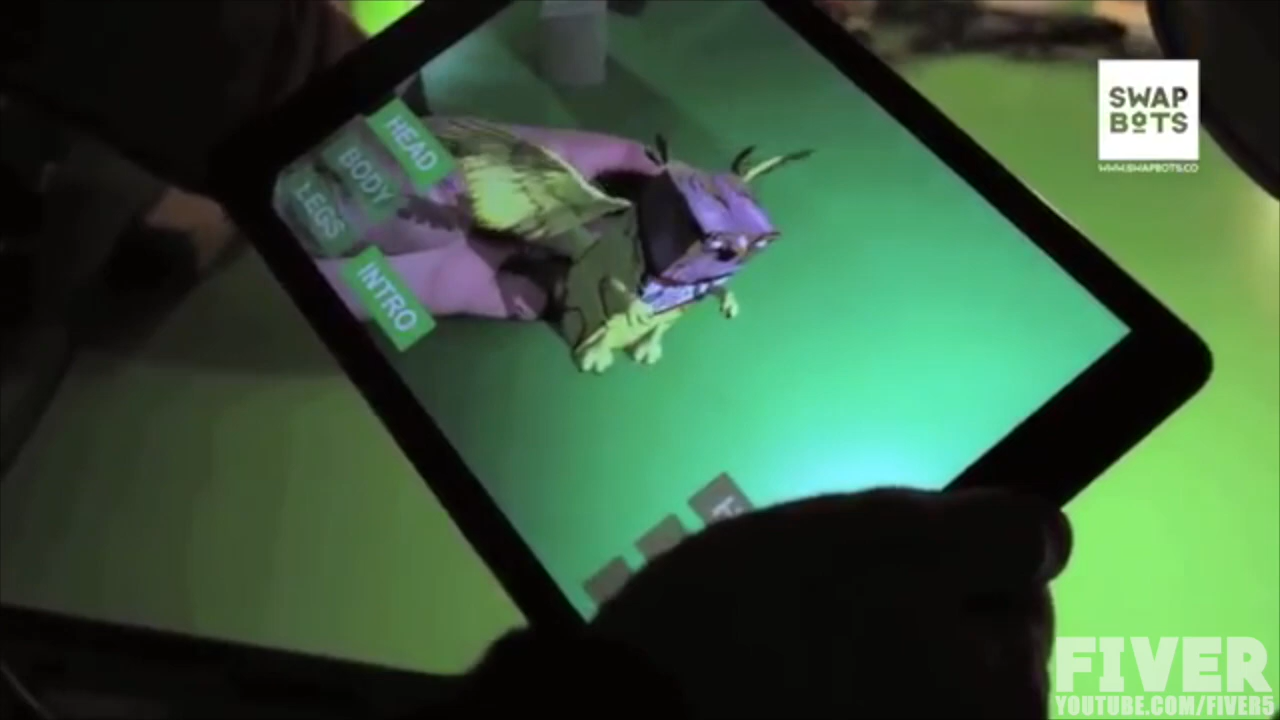 HEAD
BODY
LEGS
INTRO
SWAP
BOTS
WWW.SWAPBOTS.CO
FIVER
YOUTUBE.COM/FIVER5